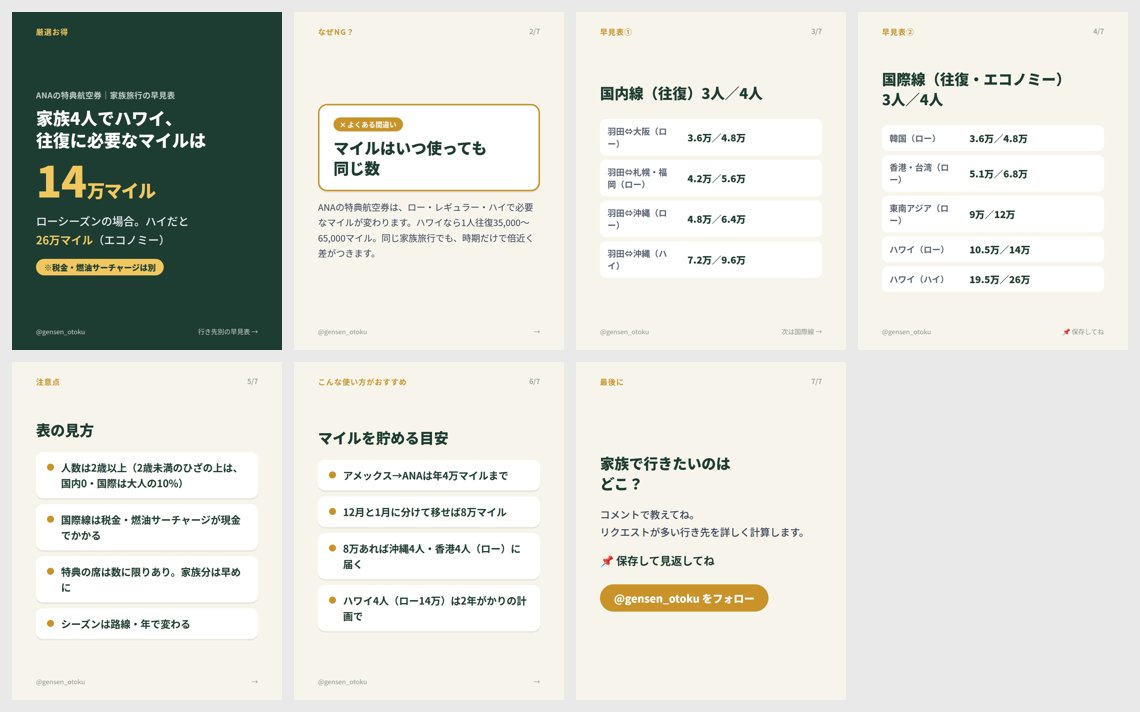 厳選お得
ANAの特典航空券｜家族旅行の早見表
家族4人でハワイ、
往復に必要なマイルは
14万マイル
ローシーズンの場合。ハイだと
26万マイル（エコノミー）
※税金・燃油サーチャージは別
@gensen_otoku
行き先別の早見表 →
なぜNG？
2/7
× よくある間違い
マイルはいつ使っても
同じ数
ANAの特典航空券は、ロー・レギュラー・ハイで必要
なマイルが変わります。ハワイなら1人往復35,000〜
65,000マイル。同じ家族旅行でも、時期だけで倍近く
差がつきます。
@gensen_otoku
→
早見表①
3/7
国内線（往復）3人／4人
羽田⇔大阪（ロ
ー）
3.6万／4.8万
羽田⇔札幌・福
岡（ロー）
4.2万／5.6万
羽田⇔沖縄（ロ
ー）
4.8万／6.4万
羽田⇔沖縄（ハ
イ）
7.2万／9.6万
@gensen_otoku
次は国際線 →
早見表②
4/7
国際線（往復・エコノミー）
3人／4人
韓国（ロー）
3.6万／4.8万
香港・台湾（ロ
ー）
5.1万／6.8万
東南アジア（ロ
ー）
9万／12万
ハワイ（ロー）
10.5万／14万
ハワイ（ハイ）
19.5万／26万
@gensen_otoku
📌 保存してね
注意点
5/7
表の見方
人数は2歳以上（2歳未満のひざの上は、
国内0・国際は大人の10%）
国際線は税金・燃油サーチャージが現金
でかかる
特典の席は数に限りあり。家族分は早め
に
シーズンは路線・年で変わる
@gensen_otoku
→
こんな使い方がおすすめ
6/7
マイルを貯める目安
アメックス→ANAは年4万マイルまで
12月と1月に分けて移せば8万マイル
8万あれば沖縄4人・香港4人（ロー）に
届く
ハワイ4人（ロー14万）は2年がかりの計
画で
@gensen_otoku
→
最後に
7/7
家族で行きたいのは
どこ？
コメントで教えてね。
リクエストが多い行き先を詳しく計算します。
📌 保存して見返してね
@gensen_otoku をフォロー